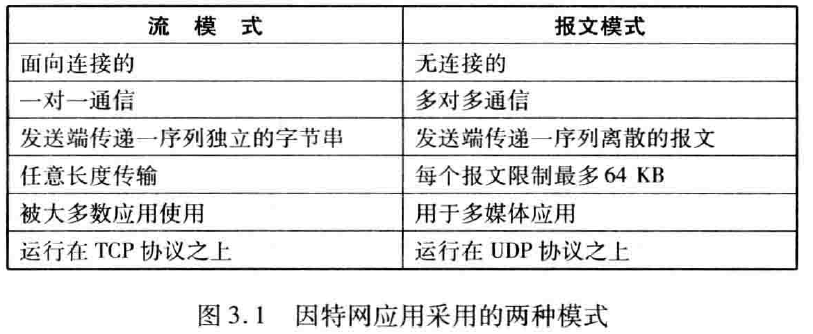 流 模 式 报文模式
面向连接的 无连接的
一对一通信 多对多通信
发送端传递一序列独立的字节串 发送端传递一序列离散的报文
任意长度传输 每个报文限制最多 64 KB
被大多数应用使用 用于多媒体应用
运行在 TCP 协议之上 运行在 UDP 协议之上
图 3.1 因特网应用采用的两种模式